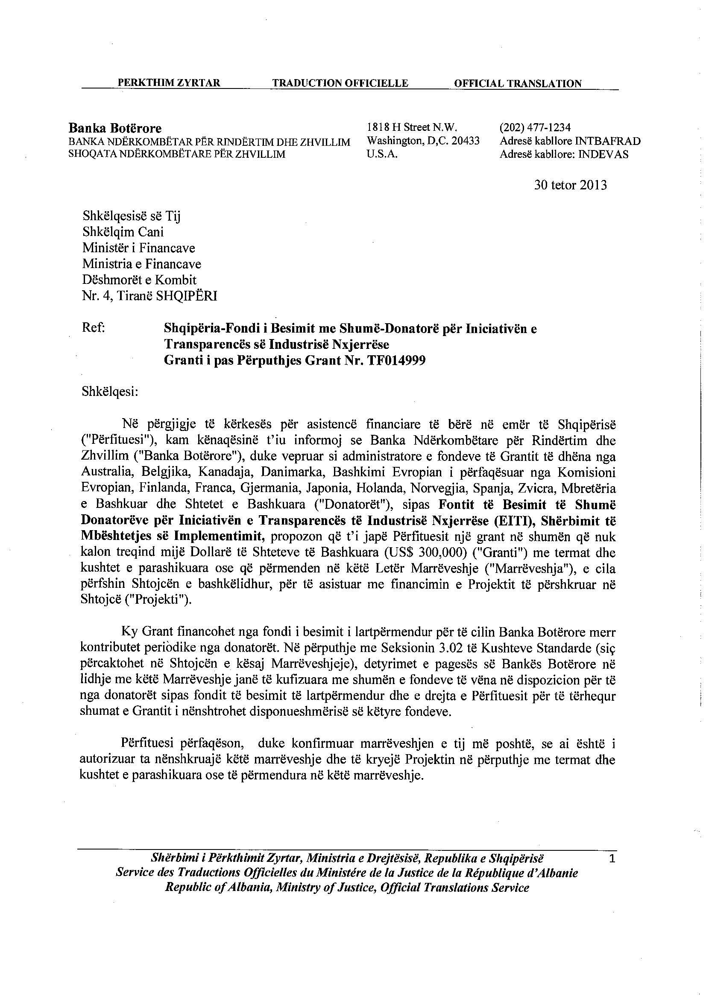 PERKTHIM ZYRTAR TRADUCTION OFFICIELLE OFFICIAL TRANSLATION
Banka Botërore
BANKA NDËRKOMBËTAR PËR RINDËRTIM DHE ZHVILLIM
SHOQATA NDËRKOMBËTARE PËR ZHVILLIM
1818 H Street N.W.
Washington, D,C. 20433
U.S.A.
(202) 477-1234
Adresë kabllore INTBAFRAD
Adresë kabllore: INDEVAS
30 tetor 2013
Shkëlqesisë së Tij
Shkëlqim Cani
Ministër i Financave
Ministria e Financave
Dëshmorët e Kombit
Nr. 4, Tiranë SHQIPËRI
Ref: Shqipëria-Fondi i Besimit me Shumë-Donatorë për Iniciativën e
Transparencës së Industrisë Nxjerrëse
Granti i pas Përputhjes Grant Nr. TF014999
Shkëlqesi:
Në përgjigje të kërkesës për asistencë financiare të bërë në emër të Shqipërisë
("Përfituesi"), kam kënaqësinë t'iu informoj se Banka Ndërkombëtare për Rindërtim dhe
Zhvillim ("Banka Botërore"), duke vepruar si administratore e fondeve të Grantit të dhëna nga
Australia, Belgjika, Kanadaja, Danimarka, Bashkimi Evropian i përfaqësuar nga Komisioni
Evropian, Finlanda, Franca, Gjermania, Japonia, Holanda, Norvegjia, Spanja, Zvicra, Mbretëria
e Bashkuar dhe Shtetet e Bashkuara ("Donatorët"), sipas Fontit të Besimit të Shumë
Donatorëve për Iniciativën e Transparencës të Industrisë Nxjerrëse (EITI), Shërbimit të
Mbështetjes së Implementimit, propozon që t'i japë Përfituesit një grant në shumën që nuk
kalon treqind mijë Dollarë të Shteteve të Bashkuara (US$ 300,000) ("Granti") me termat dhe
kushtet e parashikuara ose që përmenden në këtë Letër Marrëveshje ("Marrëveshja"), e cila
përfshin Shtojcën e bashkëlidhur, për të asistuar me financimin e Projektit të përshkruar në
Shtojcë ("Projekti").
Ky Grant financohet nga fondi i besimit i lartpërmendur për të cilin Banka Botërore merr
kontributet periodike nga donatorët. Në përputhje me Seksionin 3.02 të Kushteve Standarde (siç
përcaktohet në Shtojcën e kësaj Marrëveshjeje), detyrimet e pagesës së Bankës Botërore në
lidhje me këtë Marrëveshje janë të kufizuara me shumën e fondeve të vëna në dispozicion për të
nga donatorët sipas fondit të besimit të lartpërmendur dhe e drejta e Përfituesit për të tërhequr
shumat e Grantit i nënshtrohet disponueshmërisë së këtyre fondeve.
Përfituesi përfaqëson, duke konfirmuar marrëveshjen e tij më poshtë, se ai është i
autorizuar ta nënshkruajë këtë marrëveshje dhe të kryejë Projektin në përputhje me termat dhe
kushtet e parashikuara ose të përmendura në këtë marrëveshje.
Shërbimi i Përkthimit Zyrtar, Ministria e Drejtësisë, Republika e Shqipërisë 1
Service des Traductions Officielles du Ministére de la Justice de la République d'Albanie
Republic of Albania, Ministry of Justice, Official Translations Service